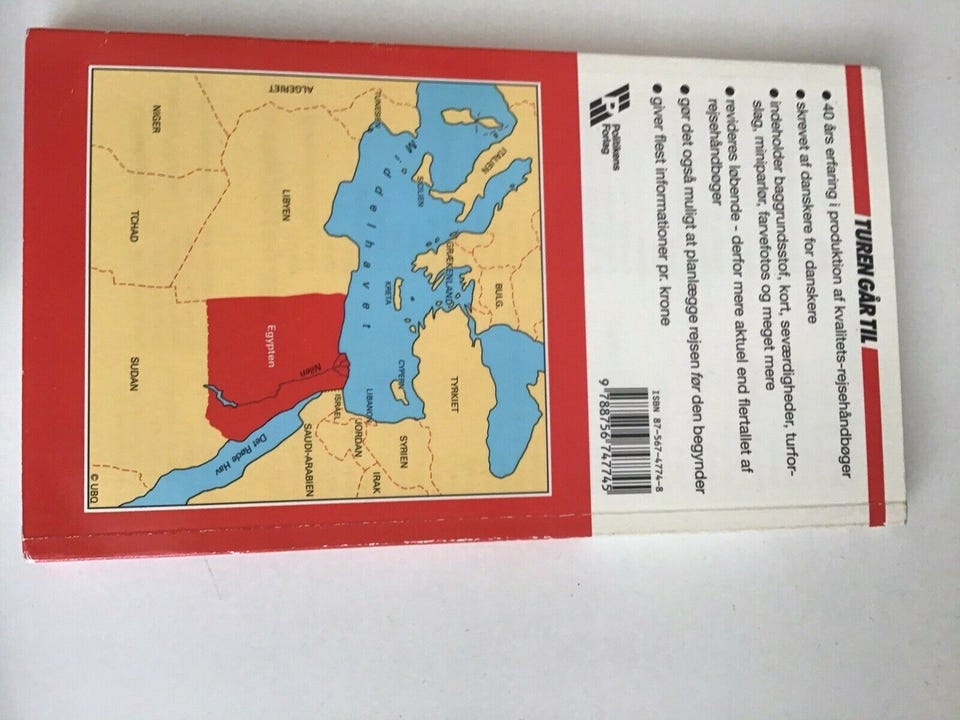 TUREN GÅR TIL
• 40 års erfaring i produktion af kvalitets-rejsehåndbøger
• skrevet af danskere for danskere
• indeholder baggrundsstof, kort, seværdigheder, turfor-
slag, miniparlør, farvefotos og meget mere
• revideres løbende - derfor mere aktuel end flertallet af
rejsehåndbøger
• gør det også muligt at planlægge rejsen før den begynder
• giver flest informationer pr. krone
Politikens
Forlag
ISBN 87-567-4774-8
9 788756 747745
ITALIEN
BULG.
TYRKIET
GRÆKENLAND
SICILIEN
TUNESIEN
KRETA
CYPERN
SYRIEN
LIBANON
IRAK
Middelhavet
ISRAEL
JORDAN
ALGERIET
LIBYEN
Egypten
Nilen
SAUDI-ARABIEN
Det Røde Hav
NIGER
TCHAD
SUDAN
© UBQ